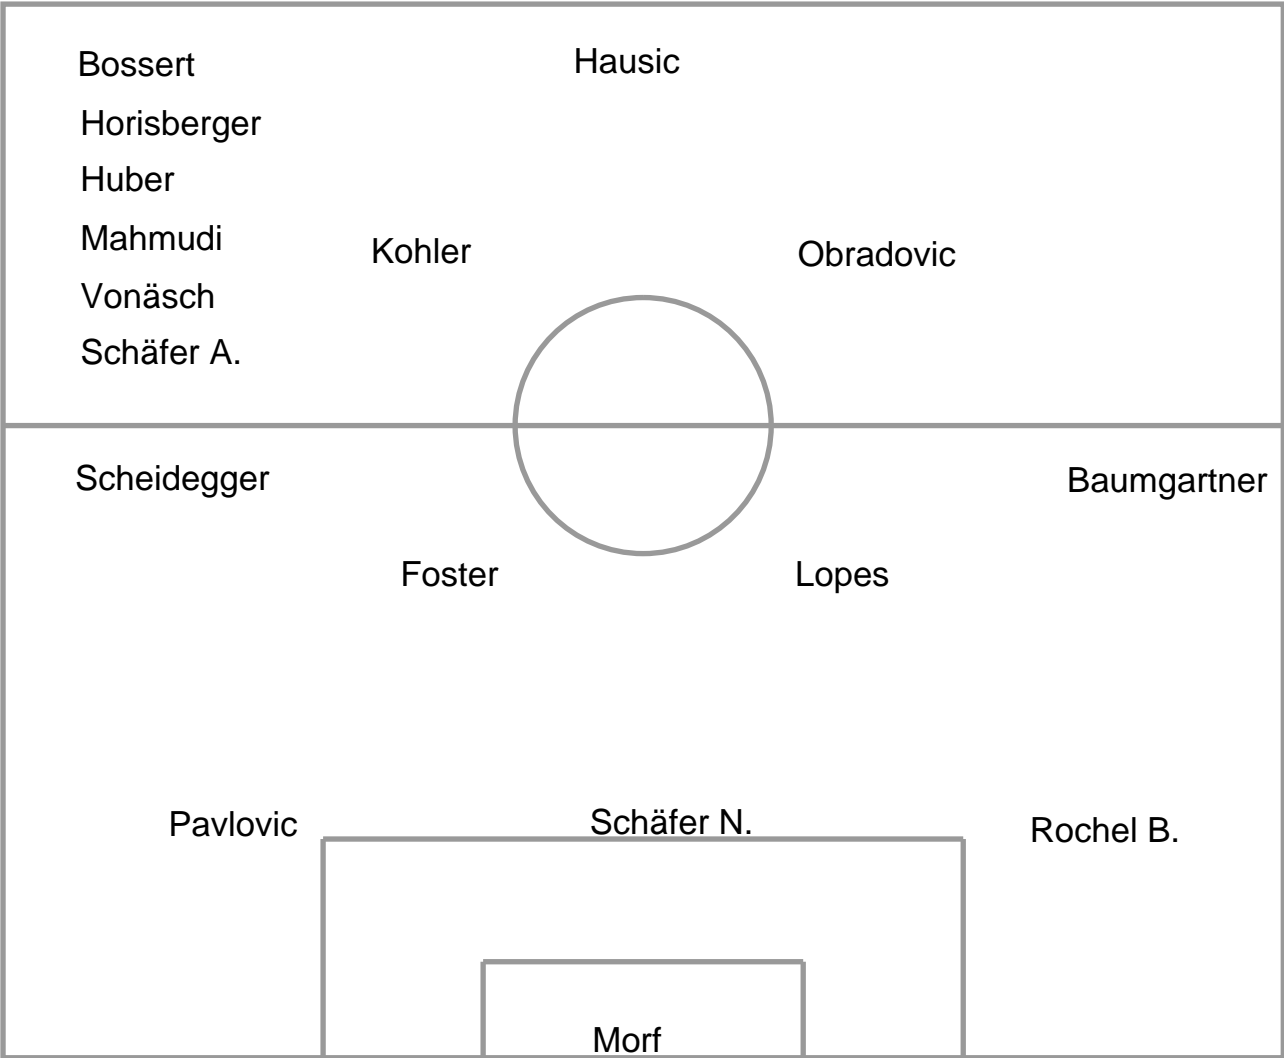 Bossert
Hausic
Horisberger
Huber
Mahmudi
Kohler
Obradovic
Vonäsch
Schäfer A.
Scheidegger
Baumgartner
Foster
Lopes
Pavlovic
Schäfer N.
Rochel B.
Morf